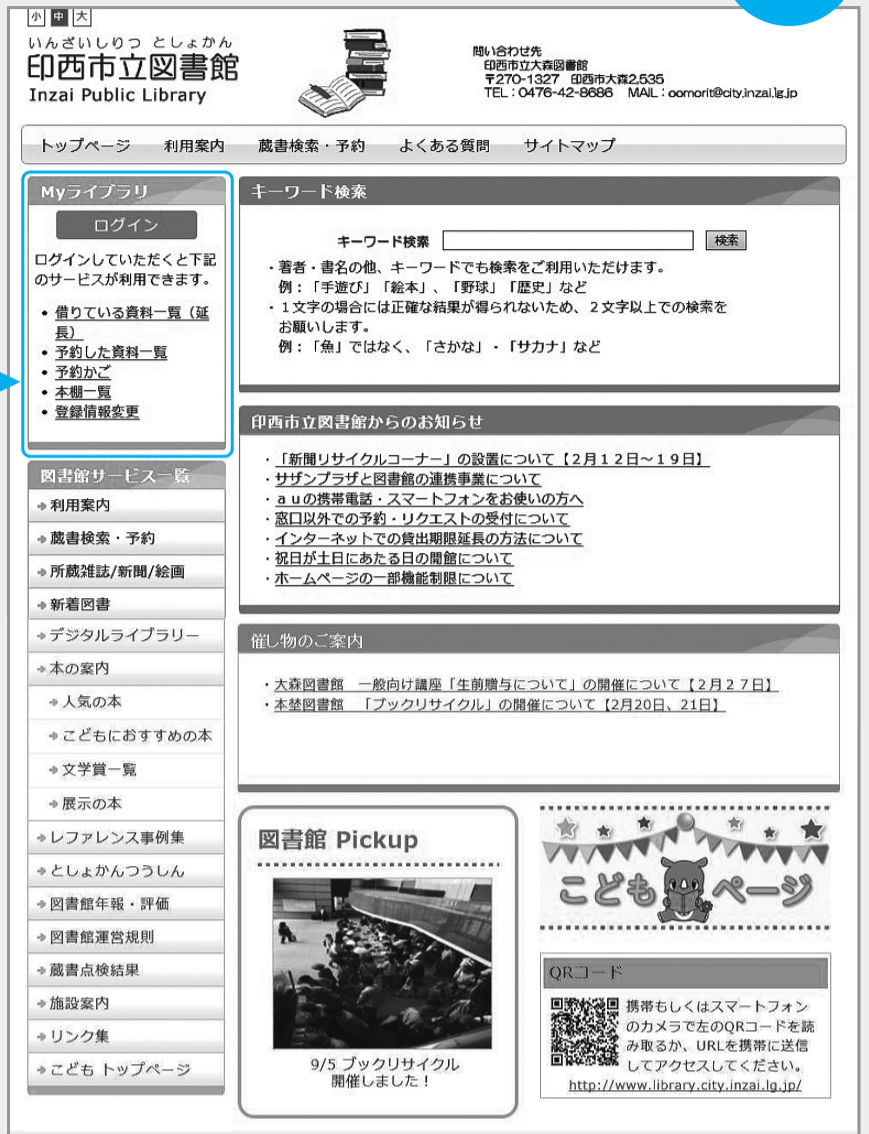 小 中 大
いんざいしりつ としょかん
印西市立図書館
Inzai Public Library
問い合わせ先
印西市立大森図書館
〒270-1327 印西市大森2,535
TEL：0476-42-8686 MAIL：oomorit@city.inzai.lg.jp
トップページ 利用案内 蔵書検索・予約 よくある質問 サイトマップ
Myライブラリ
ログイン
ログインしていただくと下記
のサービスが利用できます。
• 借りている資料一覧（延
長）
• 予約した資料一覧
• 予約かご
• 本棚一覧
• 登録情報変更
図書館サービス一覧
利用案内
蔵書検索・予約
所蔵雑誌/新聞/絵画
新着図書
デジタルライブラリー
本の案内
人気の本
こどもにおすすめの本
文学賞一覧
展示の本
レファレンス事例集
としょかんつうしん
図書館年報・評価
図書館運営規則
蔵書点検結果
施設案内
リンク集
こども トップページ
キーワード検索
キーワード検索 検索
・著者・書名の他、キーワードでも検索をご利用いただけます。
例：「手遊び」「絵本」、「野球」「歴史」など
・１文字の場合には正確な結果が得られないため、２文字以上での検索を
お願いします。
例：「魚」ではなく、「さかな」・「サカナ」など
印西市立図書館からのお知らせ
・「新聞リサイクルコーナー」の設置について【２月１２日～１９日】
・サザンプラザと図書館の連携事業について
・ａｕの携帯電話・スマートフォンをお使いの方へ
・窓口以外での予約・リクエストの受付について
・インターネットでの貸出期限延長の方法について
・祝日が土日にあたる日の開館について
・ホームページの一部機能制限について
催し物のご案内
・大森図書館 一般向け講座「生前贈与について」の開催について【２月２７日】
・本埜図書館 「ブックリサイクル」の開催について【2月20日、21日】
図書館 Pickup
9/5 ブックリサイクル
開催しました！
こどもページ
QRコード
携帯もしくはスマートフォン
のカメラで左のQRコードを読
み取るか、URLを携帯に送信
してアクセスしてください。
http://www.library.city.inzai.lg.jp/